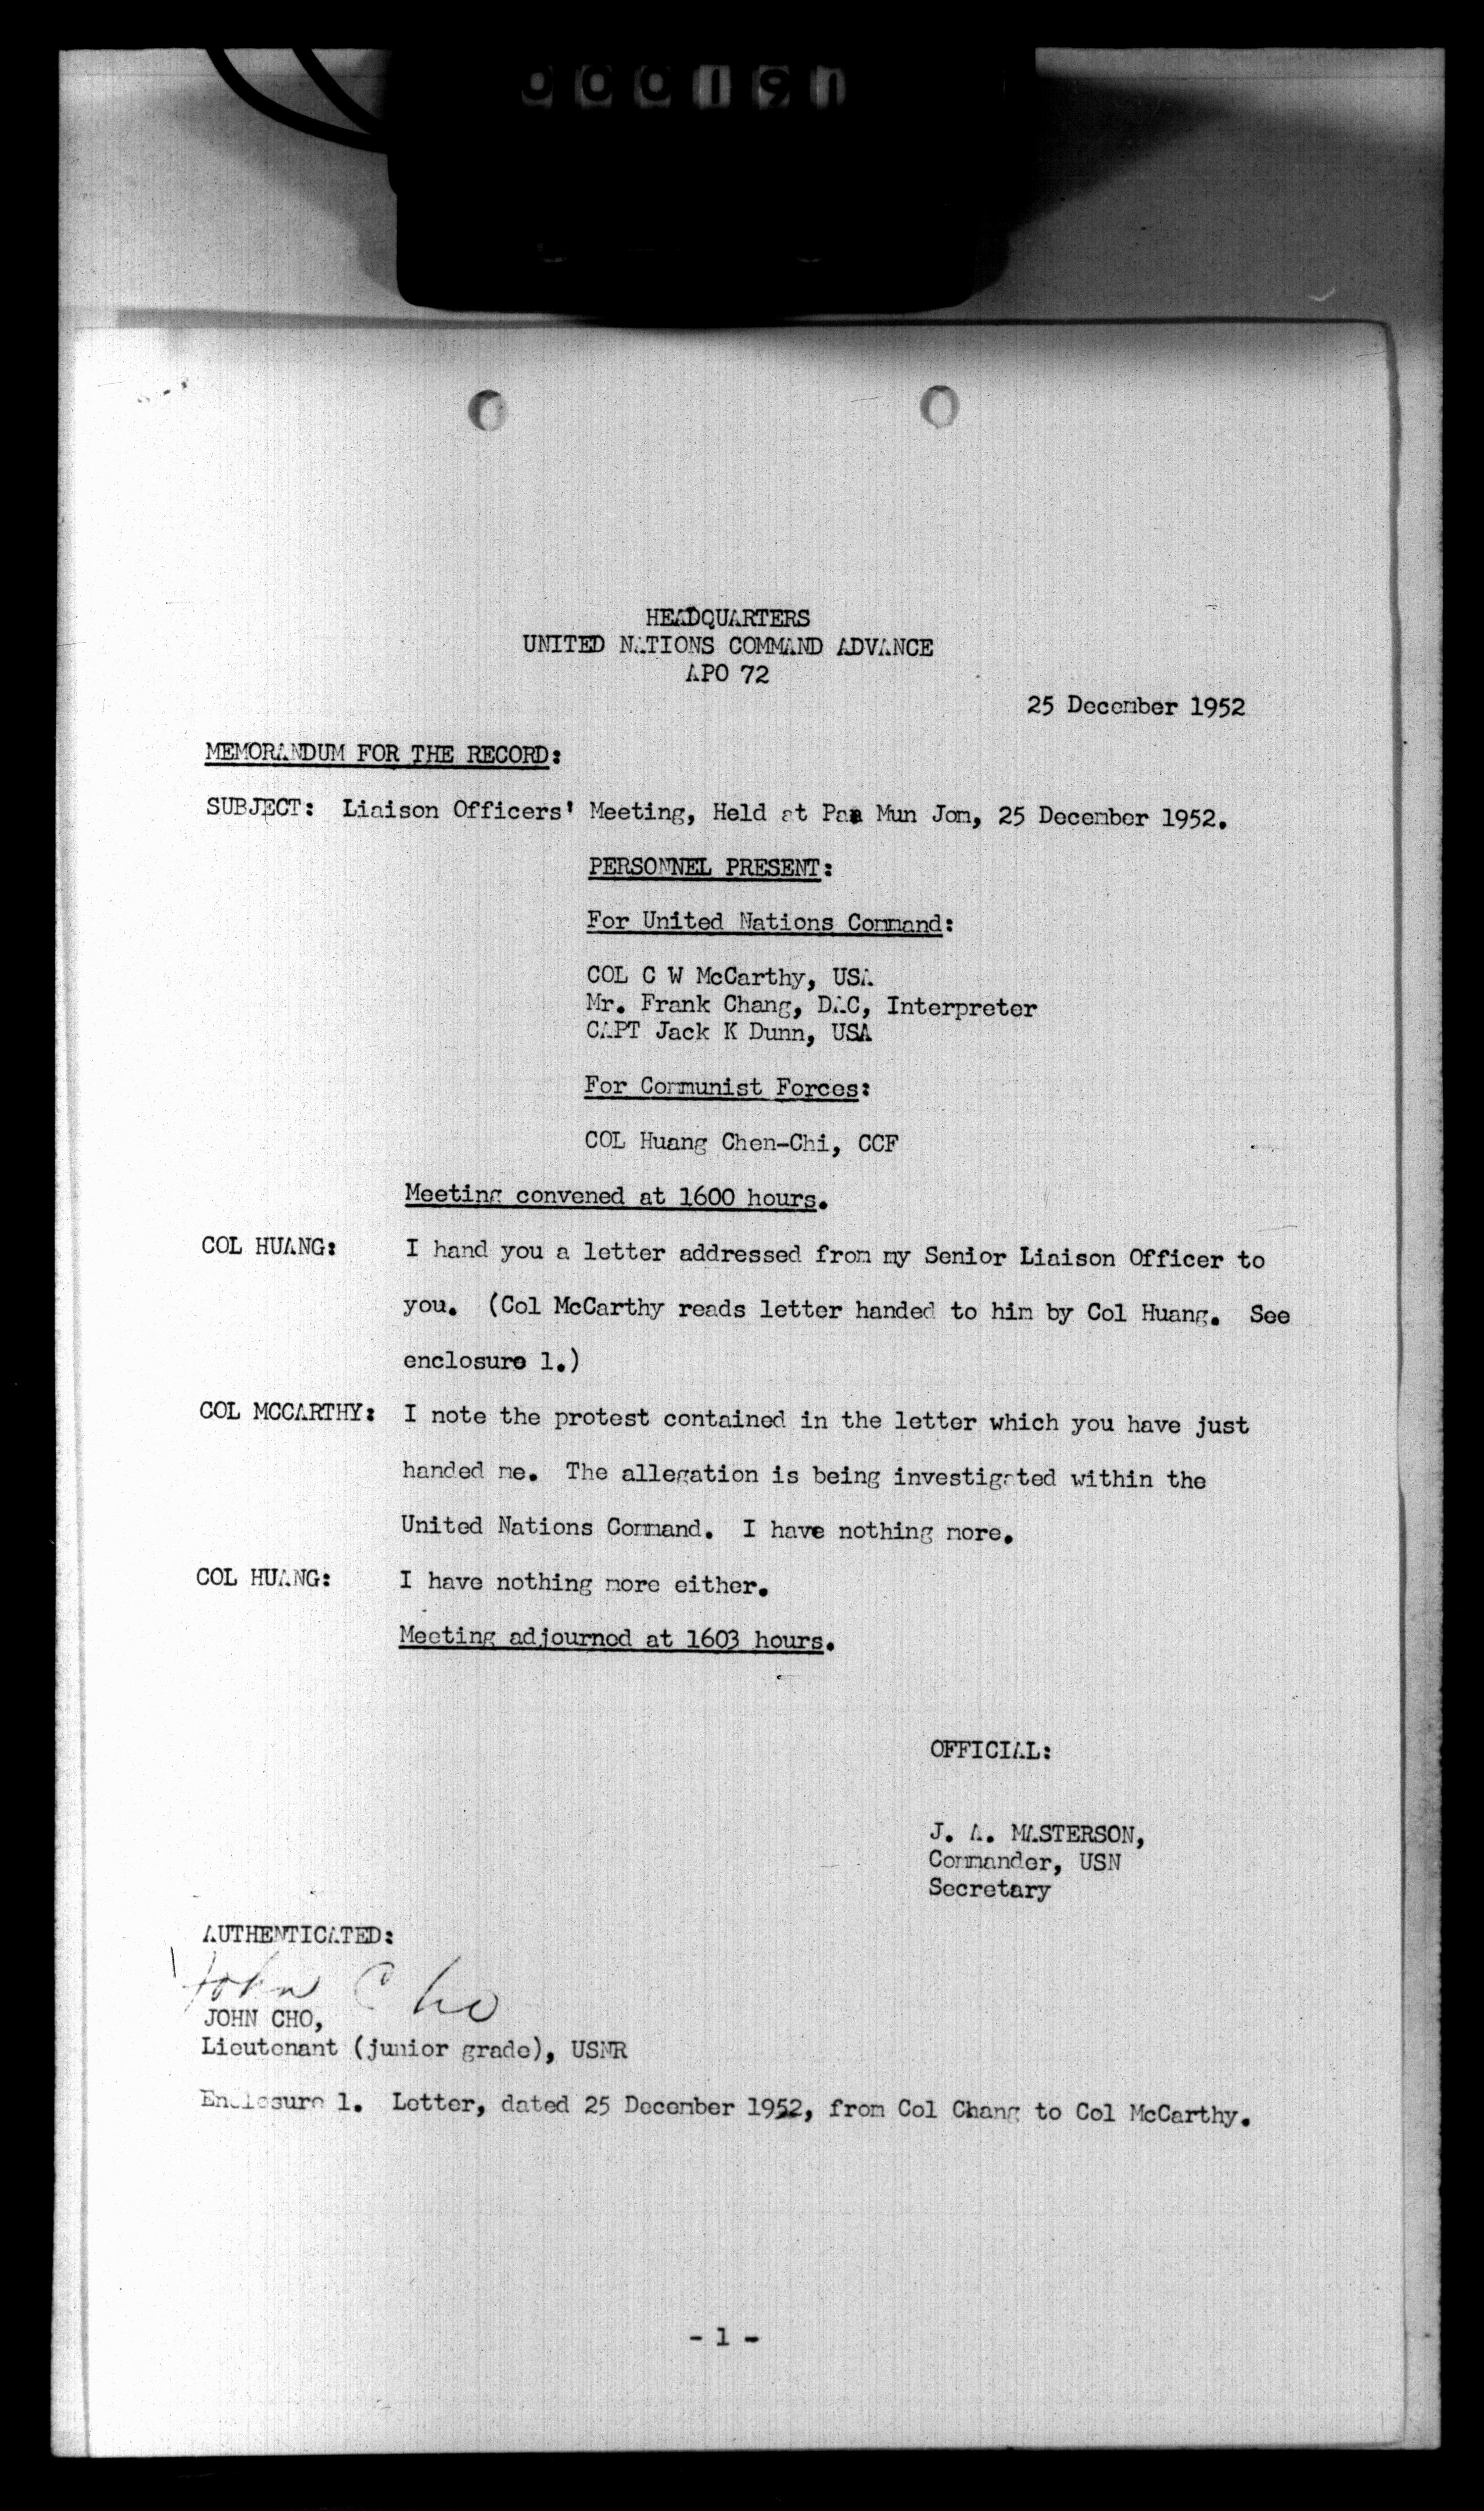 000191
HEADQUARTERS
UNITED NATIONS COMMAND ADVANCE
APO 72
25 December 1952
MEMORANDUM FOR THE RECORD:
SUBJECT: Liaison Officers' Meeting, Held at Pan Mun Jom, 25 December 1952.
PERSONNEL PRESENT:
For United Nations Command:
COL C W McCarthy, USA
Mr. Frank Chang, DAC, Interpreter
CAPT Jack K Dunn, USA
For Communist Forces:
COL Huang Chen-Chi, CCF
Meeting convened at 1600 hours.
COL HUANG: I hand you a letter addressed from my Senior Liaison Officer to
you. (Col McCarthy reads letter handed to him by Col Huang. See
enclosure 1.)
COL MCCARTHY: I note the protest contained in the letter which you have just
handed me. The allegation is being investigated within the
United Nations Command. I have nothing more.
COL HUANG: I have nothing more either.
Meeting adjourned at 1603 hours.
OFFICIAL:
J. A. MASTERSON,
Commander, USN
Secretary
AUTHENTICATED:
John Cho
JOHN CHO,
Lieutenant (junior grade), USNR
Enclosure 1. Letter, dated 25 December 1952, from Col Chang to Col McCarthy.
- 1 -